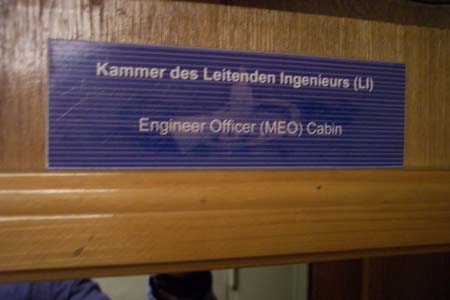 Kammer des Leitenden Ingenieurs (LI)
Engineer Officer (MEO) Cabin